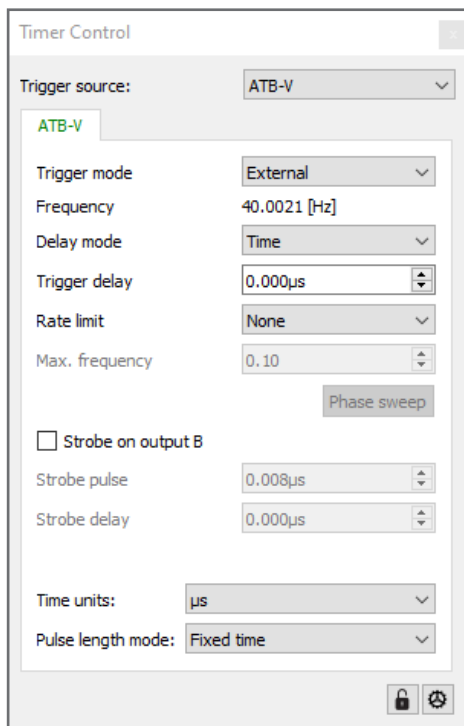 Timer Control
x
Trigger source: ATB-V
ATB-V
Trigger mode External
Frequency 40.0021 [Hz]
Delay mode Time
Trigger delay 0.000µs
Rate limit None
Max. frequency 0.10
Phase sweep
Strobe on output B
Strobe pulse 0.008µs
Strobe delay 0.000µs
Time units: µs
Pulse length mode: Fixed time